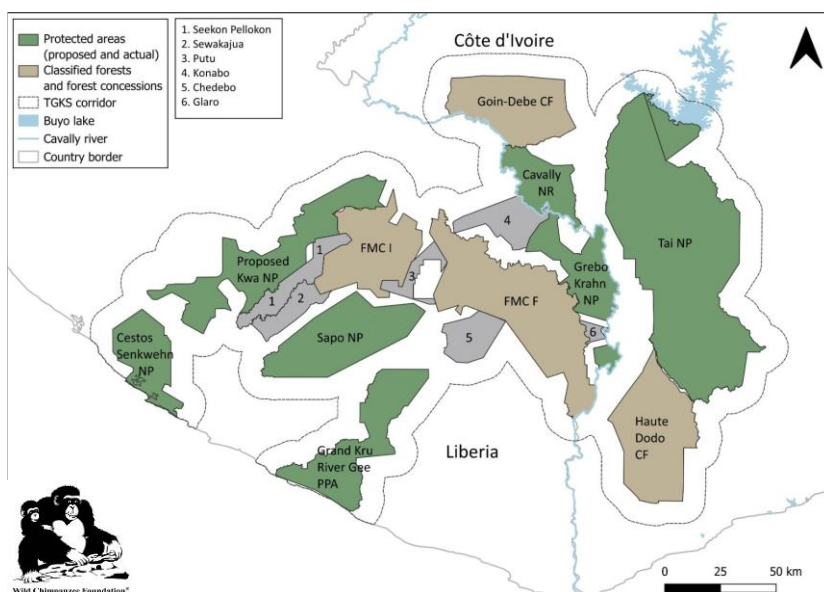 Protected areas
(proposed and actual)
Classified forests
and forest concessions
TGKS corridor
Buyo lake
Cavally river
Country border
1. Seekon Pellokon
2. Sewakajua
3. Putu
4. Konabo
5. Chedebo
6. Glaro
Côte d'Ivoire
Goin-Debe CF
Cavally
NR
4
Tai NP
FMC I
1
Proposed
Kwa NP
3
Grebo
Krahn
NP
1
2
FMC F
6
Cestos
Senkwehn
NP
Sapo NP
5
Haute
Dodo
CF
Liberia
Grand Kru
River Gee
PPA
Wild Chimpanzee Foundation®
0 25 50 km